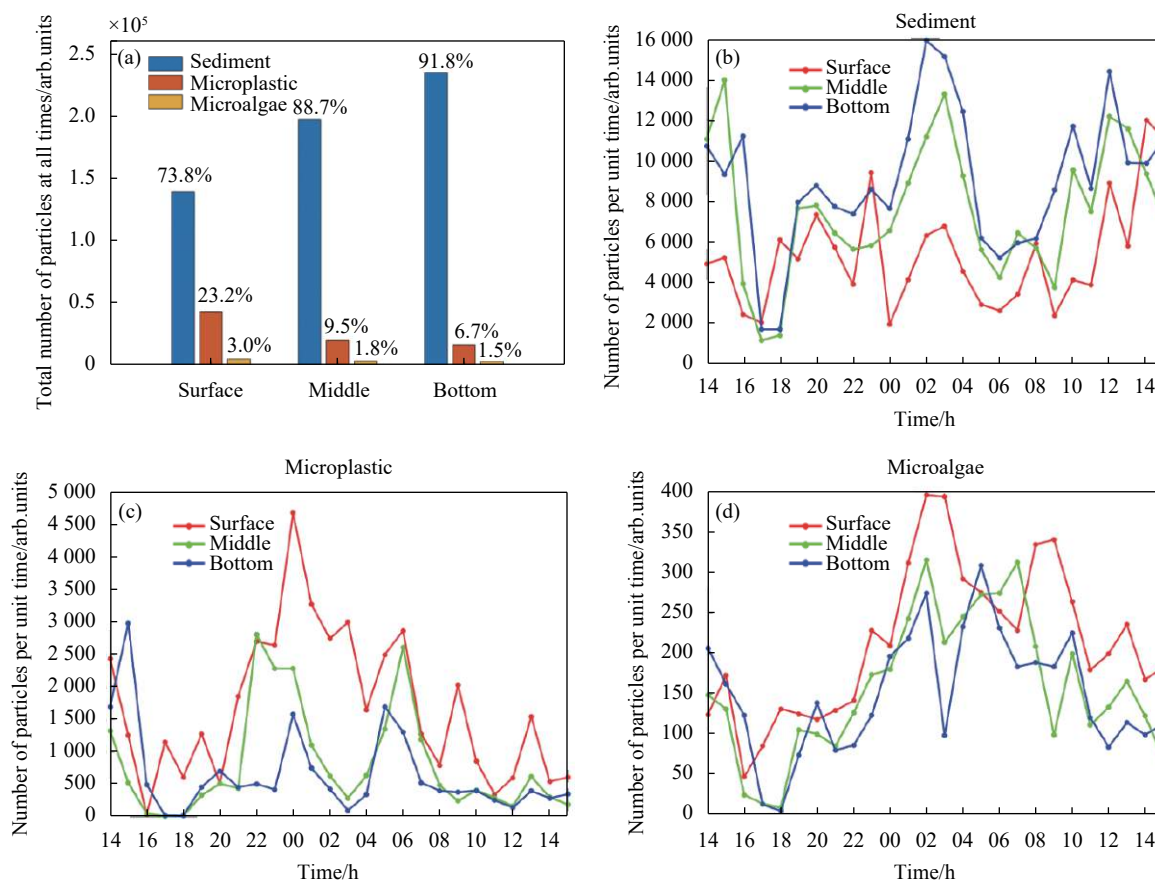 ×10⁵
(a)
Sediment
Microplastic
Microalgae
Total number of particles at all times/arb.units
2.5
2.0
1.5
1.0
0.5
0
73.8%
23.2%
3.0%
88.7%
9.5%
1.8%
91.8%
6.7%
1.5%
Surface Middle Bottom
Sediment
(b)
Surface
Middle
Bottom
Number of particles per unit time/arb.units
16 000
14 000
12 000
10 000
8 000
6 000
4 000
2 000
0
14 16 18 20 22 00 02 04 06 08 10 12 14
Time/h
Microplastic
(c)
Surface
Middle
Bottom
Number of particles per unit time/arb.units
5 000
4 500
4 000
3 500
3 000
2 500
2 000
1 500
1 000
500
0
14 16 18 20 22 00 02 04 06 08 10 12 14
Time/h
Microalgae
(d)
Surface
Middle
Bottom
Number of particles per unit time/arb.units
400
350
300
250
200
150
100
50
0
14 16 18 20 22 00 02 04 06 08 10 12 14
Time/h